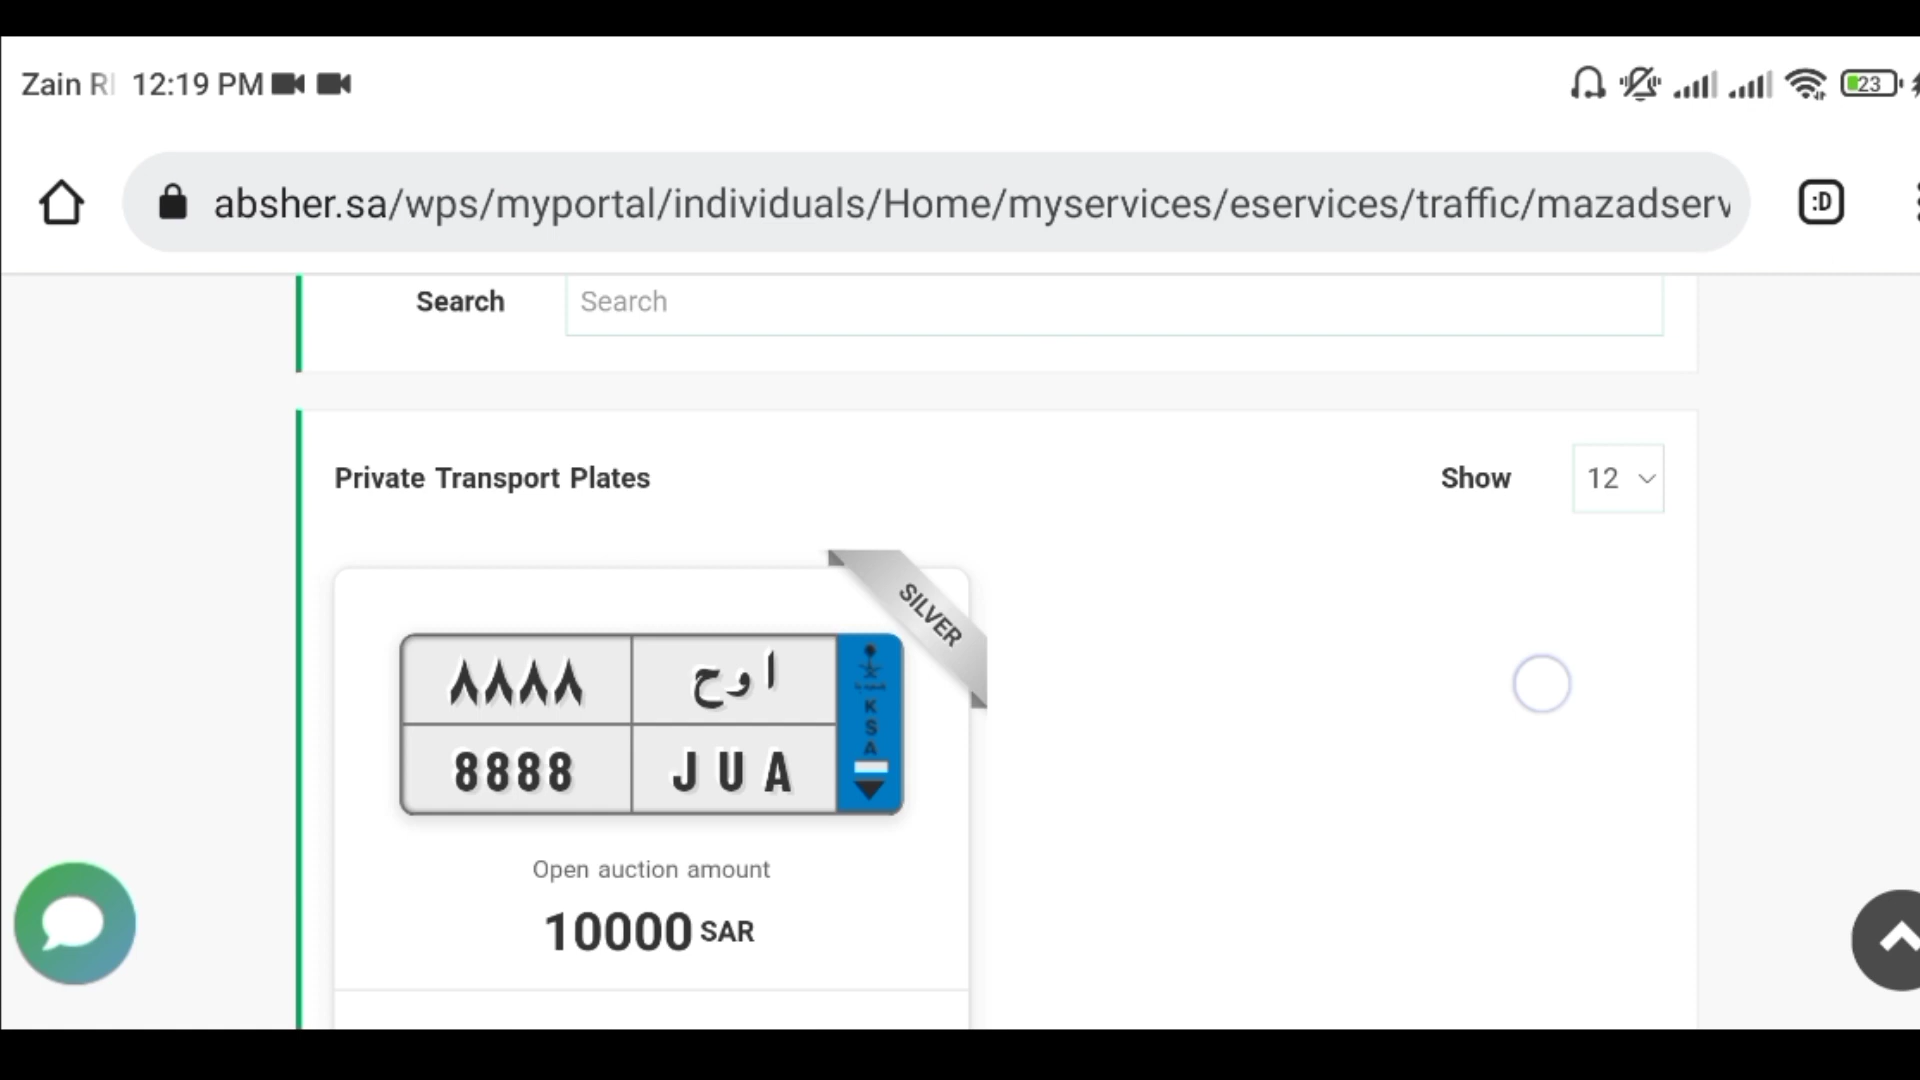 Zain
12:19 PM
23
absher.sa/wps/myportal/individuals/Home/myservices/eservices/traffic/mazadserv
:D
Search
Search
Private Transport Plates
Show
12
SILVER
٨٨٨٨
ا و ح
K
S
A
8888
J U A
Open auction amount
10000 SAR